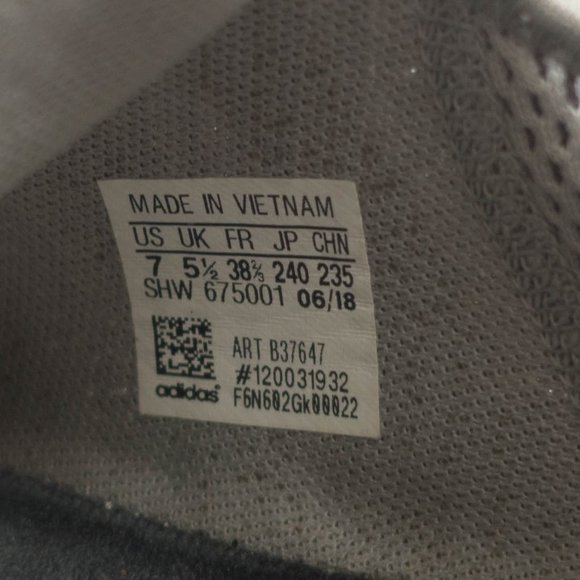 MADE IN VIETNAM
US UK FR JP CHN
7 5½ 38⅔ 240 235
SHW 675001 06/18
ART B37647
#120031932
adidas F6N602Gk00022